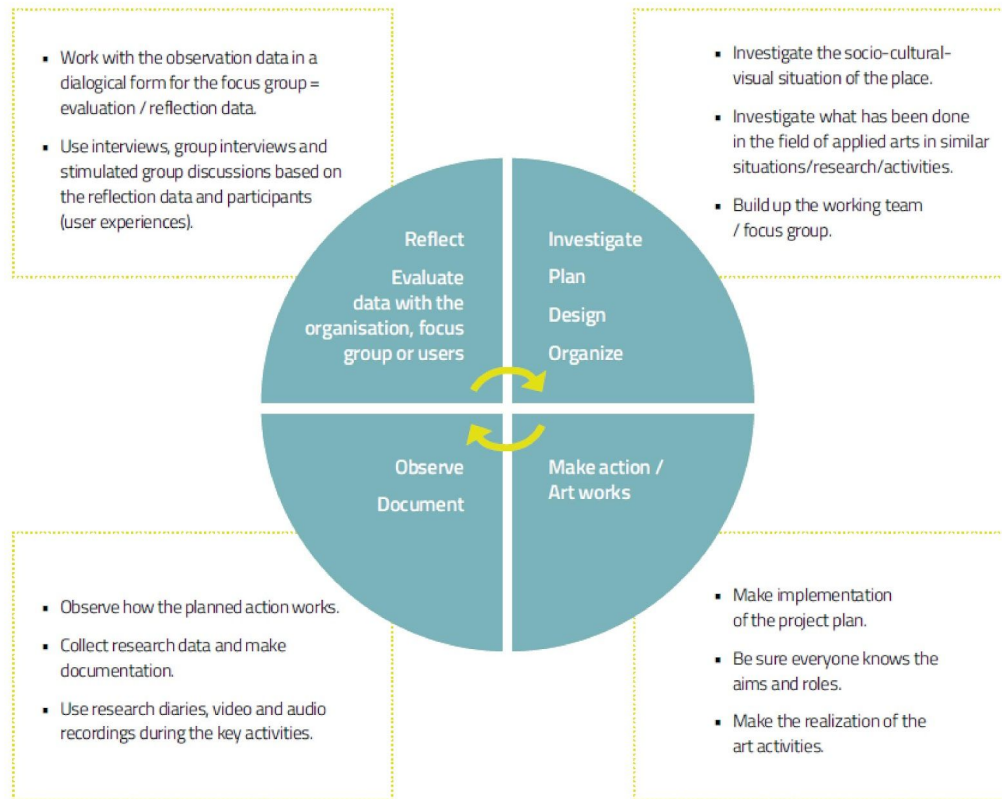 ▪ Work with the observation data in a
dialogical form for the focus group =
evaluation / reflection data.
▪ Use interviews, group interviews and
stimulated group discussions based on
the reflection data and participants
(user experiences).
▪ Investigate the socio-cultural-
visual situation of the place.
▪ Investigate what has been done
in the field of applied arts in similar
situations/research/activities.
▪ Build up the working team
/ focus group.
Reflect
Evaluate
data with the
organisation, focus
group or users
Investigate
Plan
Design
Organize
Observe
Document
Make action /
Art works
▪ Observe how the planned action works.
▪ Collect research data and make
documentation.
▪ Use research diaries, video and audio
recordings during the key activities.
▪ Make implementation
of the project plan.
▪ Be sure everyone knows the
aims and roles.
▪ Make the realization of the
art activities.